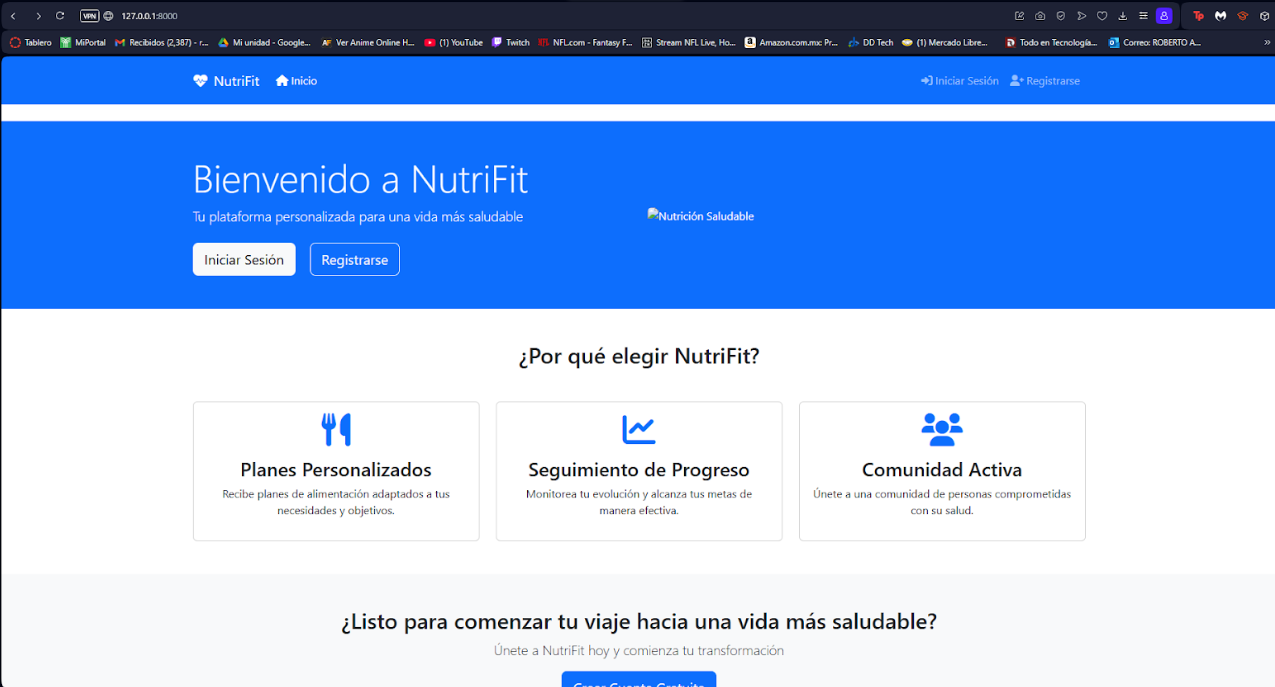 VPN 127.0.0.1:8000
Tablero MiPortal Recibidos (2,387) - r... Mi unidad - Google... AF Ver Anime Online H... (1) YouTube Twitch NFL NFL.com - Fantasy F... Stream NFL Live, Ho... a Amazon.com.mx: Pr... DD Tech (1) Mercado Libre... Todo en Tecnología... Correo: ROBERTO A... »
NutriFit Inicio Iniciar Sesión Registrarse
Bienvenido a NutriFit
Tu plataforma personalizada para una vida más saludable
Nutrición Saludable
Iniciar Sesión Registrarse
¿Por qué elegir NutriFit?
Planes Personalizados
Recibe planes de alimentación adaptados a tus
necesidades y objetivos.
Seguimiento de Progreso
Monitorea tu evolución y alcanza tus metas de
manera efectiva.
Comunidad Activa
Únete a una comunidad de personas comprometidas
con su salud.
¿Listo para comenzar tu viaje hacia una vida más saludable?
Únete a NutriFit hoy y comienza tu transformación
Crear Cuenta Gratuita